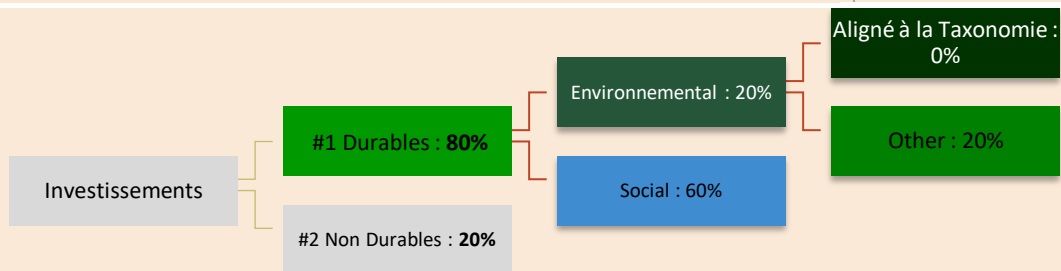 Investissements
#1 Durables : 80%
#2 Non Durables : 20%
Environnemental : 20%
Social : 60%
Aligné à la Taxonomie :
0%
Other : 20%